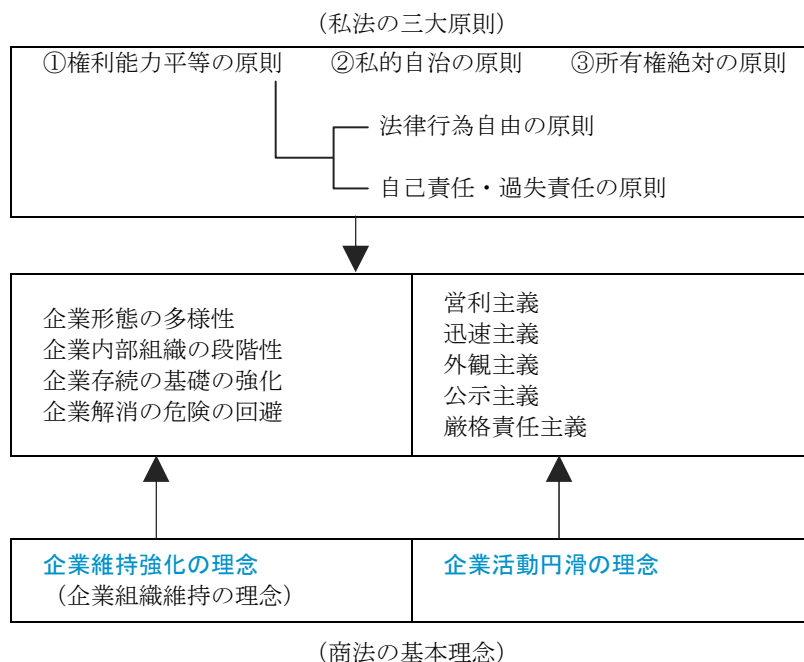 (私法の三大原則)
①権利能力平等の原則 ②私的自治の原則 ③所有権絶対の原則
法律行為自由の原則
自己責任・過失責任の原則
企業形態の多様性
企業内部組織の段階性
企業存続の基礎の強化
企業解消の危険の回避
営利主義
迅速主義
外観主義
公示主義
厳格責任主義
企業維持強化の理念
(企業組織維持の理念)
企業活動円滑の理念
(商法の基本理念)